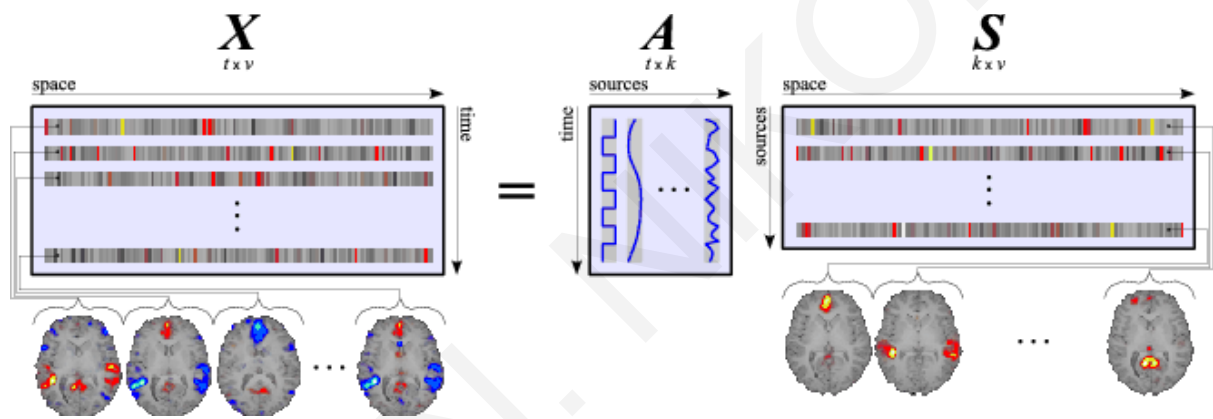 X
t x v
space
time
=
A
t x k
sources
time
S
k x v
space
sources